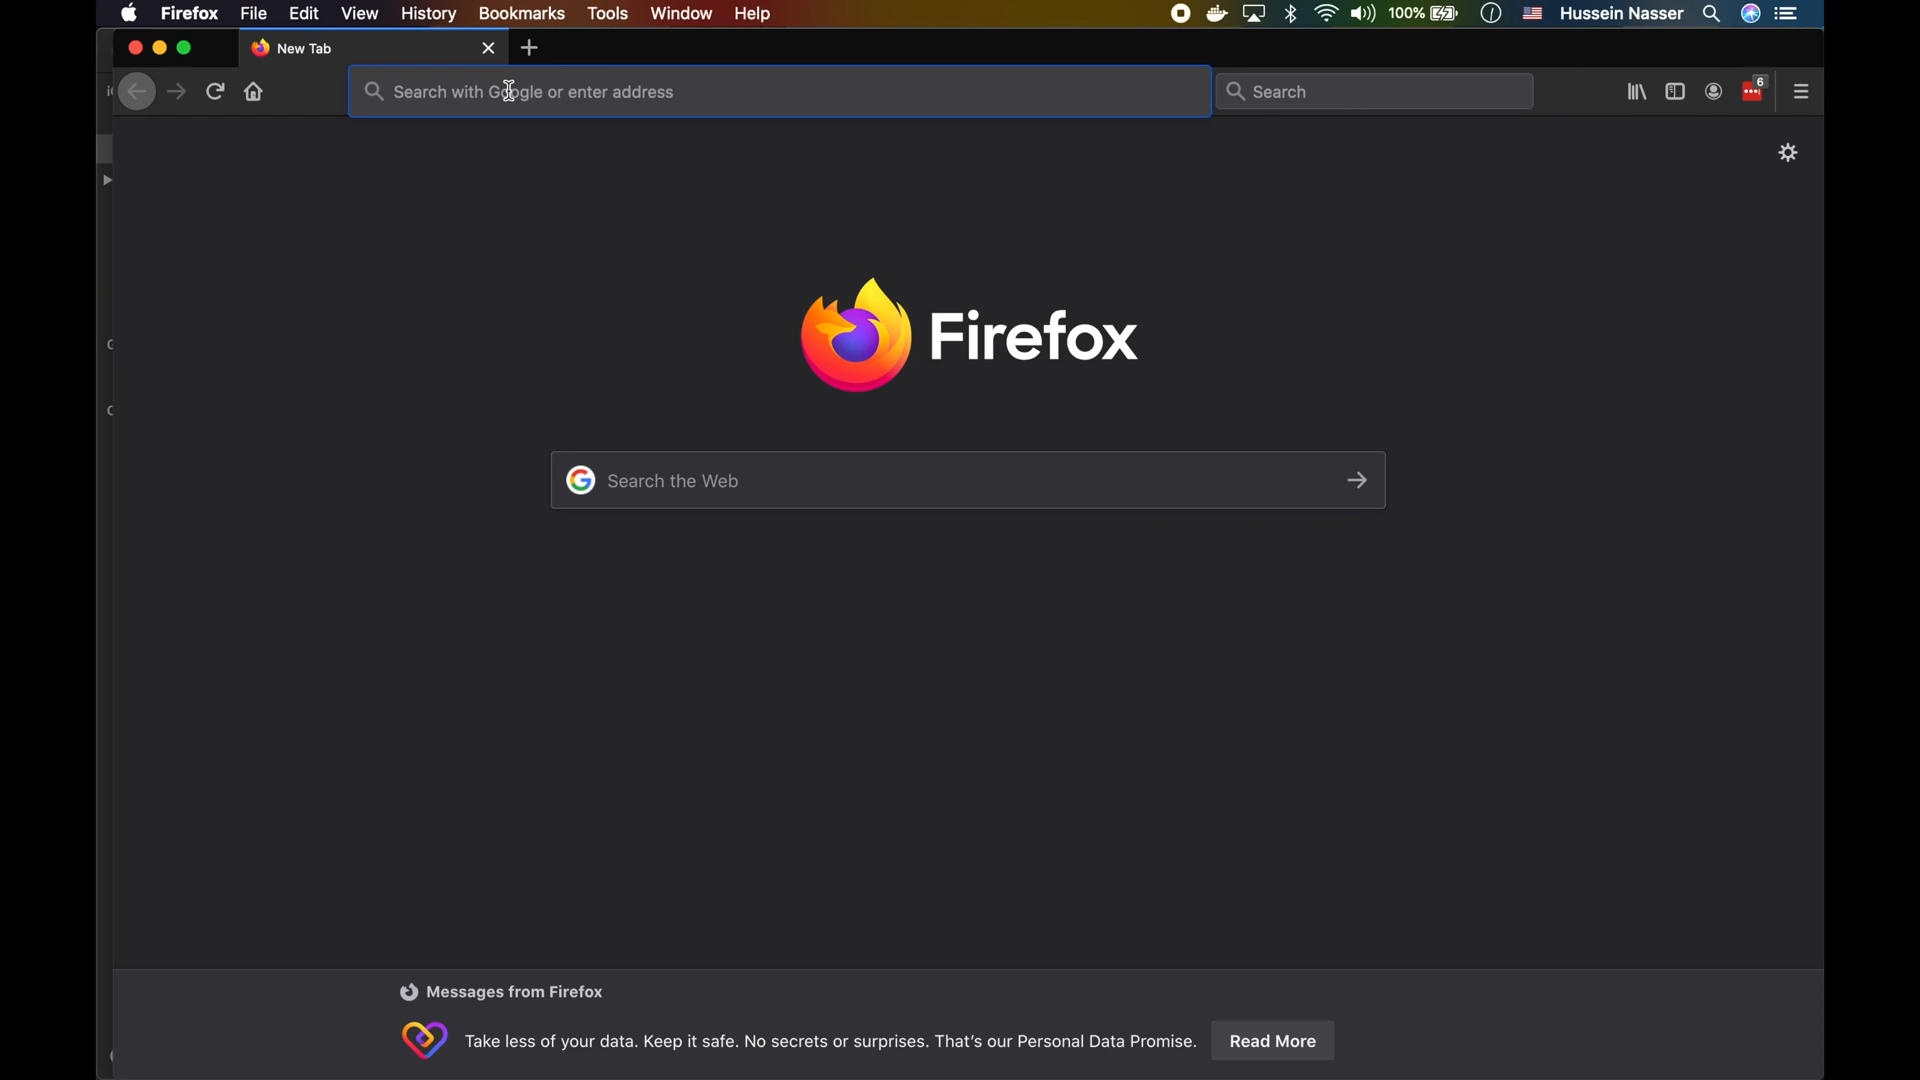 Firefox File Edit View History Bookmarks Tools Window Help 100% Hussein Nasser
New Tab
Search with Google or enter address Search 6
Firefox
Search the Web
Messages from Firefox
Take less of your data. Keep it safe. No secrets or surprises. That's our Personal Data Promise. Read More